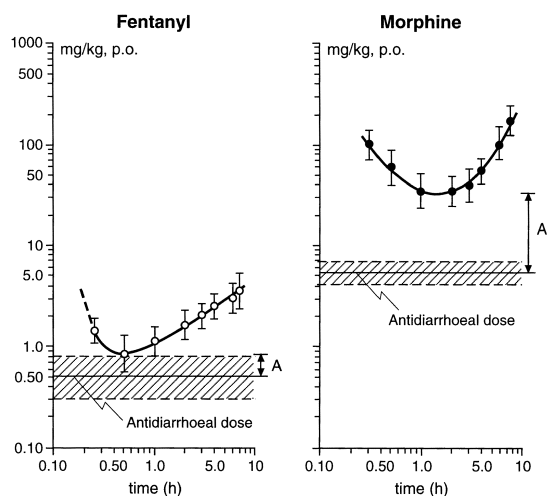 Fentanyl
mg/kg, p.o.
1000
500
100
50
10
5.0
1.0
0.50
0.10
A
Antidiarrhoeal dose
0.10 0.50 1.0 5.0 10
time (h)
Morphine
mg/kg, p.o.
A
Antidiarrhoeal dose
0.10 0.50 1.0 5.0 10
time (h)